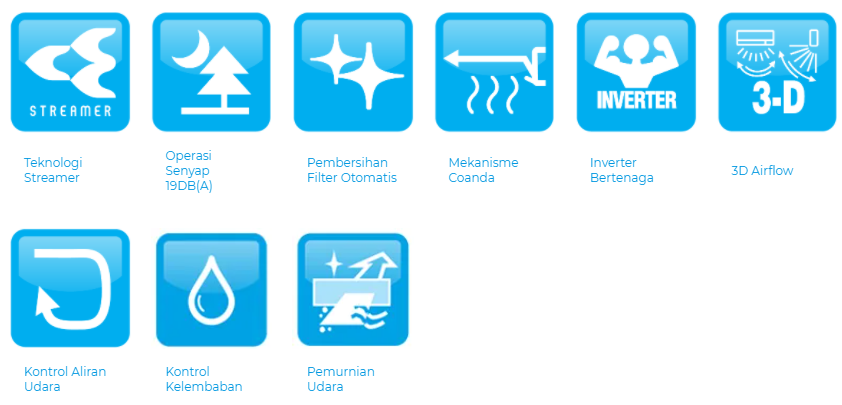 STREAMER
INVERTER
3-D
Teknologi
Streamer
Operasi
Senyap
19DB(A)
Pembersihan
Filter Otomatis
Mekanisme
Coanda
Inverter
Bertenaga
3D Airflow
Kontrol Aliran
Udara
Kontrol
Kelembaban
Pemurnian
Udara